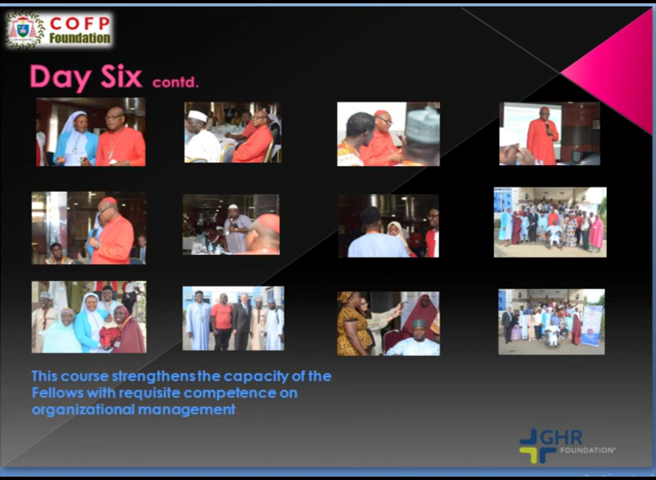 COFP
Foundation
Day Six contd.
This course strengthens the capacity of the
Fellows with requisite competence on
organizational management.
GHR
FOUNDATION